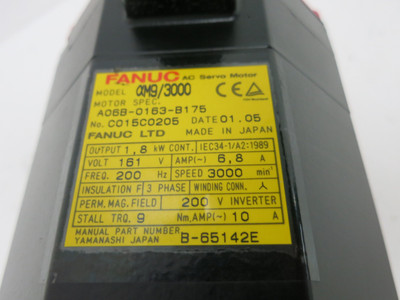 FANUC AC Servo Motor
MODEL αM9/3000
MOTOR SPEC.
A06B-0163-B175
No. C015C0205 DATE 01.05
FANUC LTD MADE IN JAPAN
OUTPUT 1,8 kW CONT. IEC34-1/A2:1989
VOLT 161 V AMP(~) 6,8 A
FREQ. 200 Hz SPEED 3000 min⁻¹
INSULATION F 3 PHASE WINDING CONN. Y
PERM. MAG. FIELD 200 V INVERTER
STALL TRQ. 9 Nm, AMP(~) 10 A
MANUAL PART NUMBER
YAMANASHI JAPAN B-65142E